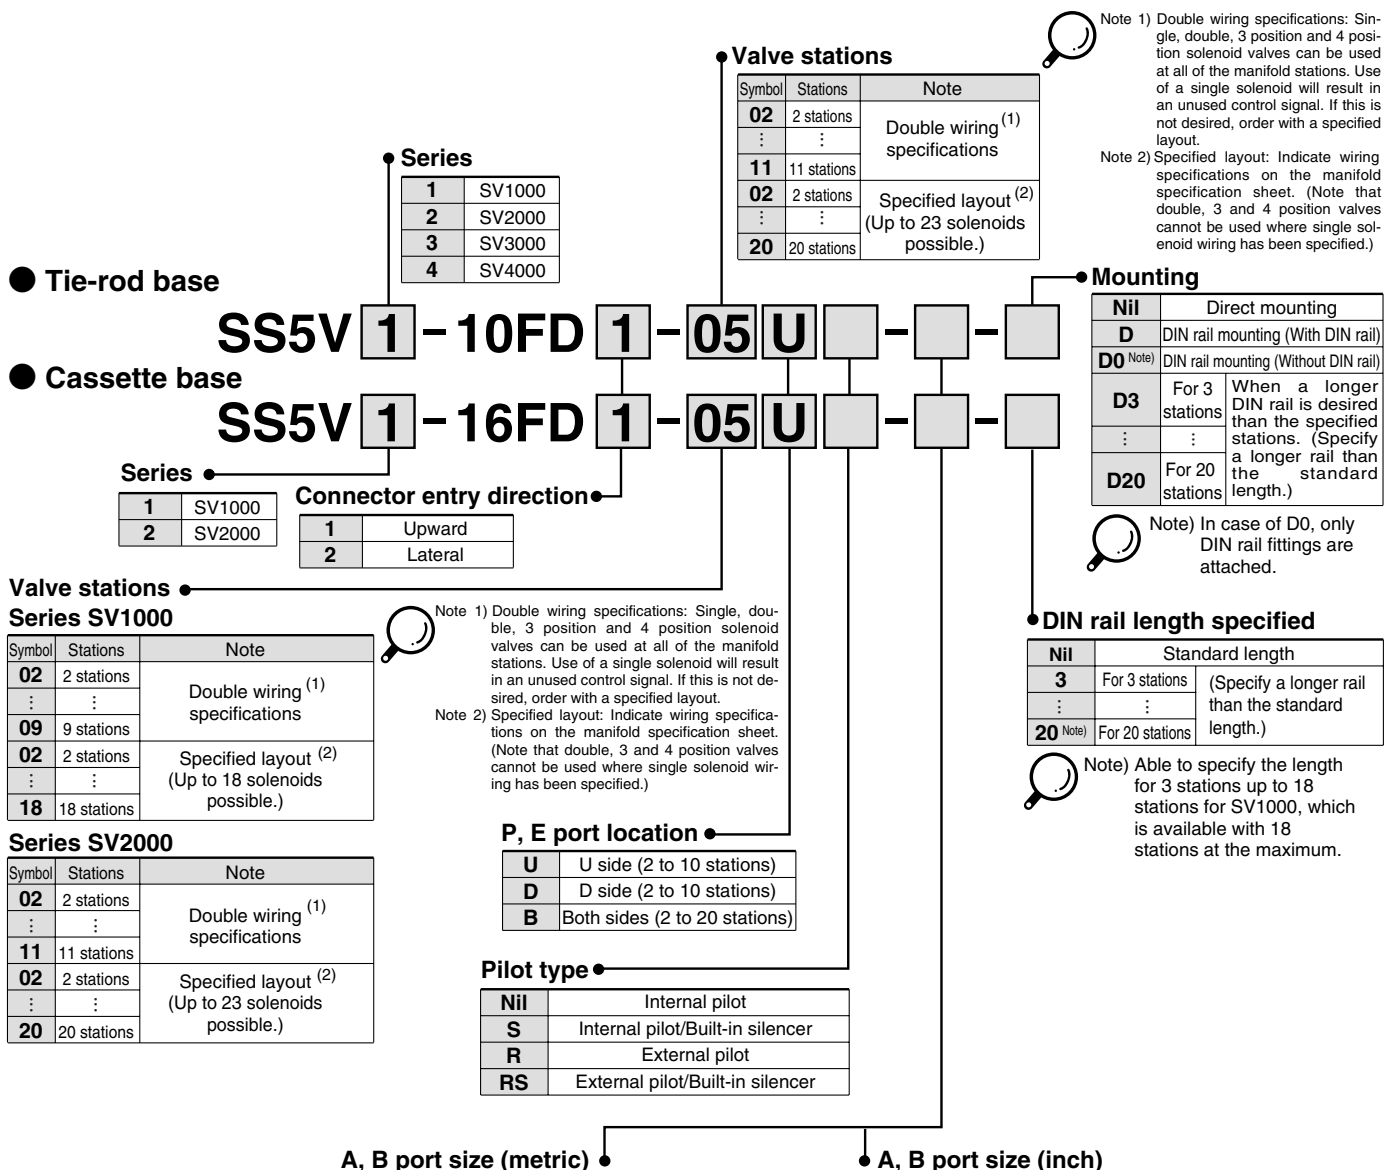 Note 1) Double wiring specifications: Sin-
gle, double, 3 position and 4 posi-
tion solenoid valves can be used
at all of the manifold stations. Use
of a single solenoid will result in
an unused control signal. If this is
not desired, order with a specified
layout.
Note 2) Specified layout: Indicate wiring
specifications on the manifold
specification sheet. (Note that
double, 3 and 4 position valves
cannot be used where single sol-
enoid wiring has been specified.)
Valve stations
Symbol Stations Note
02 2 stations Double wiring (1)
⋮ ⋮ specifications
11 11 stations
02 2 stations Specified layout (2)
⋮ ⋮ (Up to 23 solenoids
20 20 stations possible.)
Series
1 SV1000
2 SV2000
3 SV3000
4 SV4000
● Tie-rod base
SS5V 1 - 10FD 1 - 05 U - -
● Cassette base
SS5V 1 - 16FD 1 - 05 U - -
Mounting
Nil Direct mounting
D DIN rail mounting (With DIN rail)
D0 Note) DIN rail mounting (Without DIN rail)
D3 For 3 stations
⋮ ⋮
D20 For 20 stations
When a longer
DIN rail is desired
than the specified
stations. (Specify
a longer rail than
the standard
length.)
Note) In case of D0, only
DIN rail fittings are
attached.
Series
1 SV1000
2 SV2000
Connector entry direction
1 Upward
2 Lateral
Valve stations
Series SV1000
Symbol Stations Note
02 2 stations Double wiring (1)
⋮ ⋮ specifications
09 9 stations
02 2 stations Specified layout (2)
⋮ ⋮ (Up to 18 solenoids
18 18 stations possible.)
Series SV2000
Symbol Stations Note
02 2 stations Double wiring (1)
⋮ ⋮ specifications
11 11 stations
02 2 stations Specified layout (2)
⋮ ⋮ (Up to 23 solenoids
20 20 stations possible.)
Note 1) Double wiring specifications: Single, dou-
ble, 3 position and 4 position solenoid
valves can be used at all of the manifold
stations. Use of a single solenoid will result
in an unused control signal. If this is not de-
sired, order with a specified layout.
Note 2) Specified layout: Indicate wiring specifica-
tions on the manifold specification sheet.
(Note that double, 3 and 4 position valves
cannot be used where single solenoid wir-
ing has been specified.)
P, E port location
U U side (2 to 10 stations)
D D side (2 to 10 stations)
B Both sides (2 to 20 stations)
Pilot type
Nil Internal pilot
S Internal pilot/Built-in silencer
R External pilot
RS External pilot/Built-in silencer
DIN rail length specified
Nil Standard length
3 For 3 stations
⋮ ⋮
20 Note) For 20 stations
(Specify a longer rail
than the standard
length.)
Note) Able to specify the length
for 3 stations up to 18
stations for SV1000, which
is available with 18
stations at the maximum.
A, B port size (metric)
A, B port size (inch)